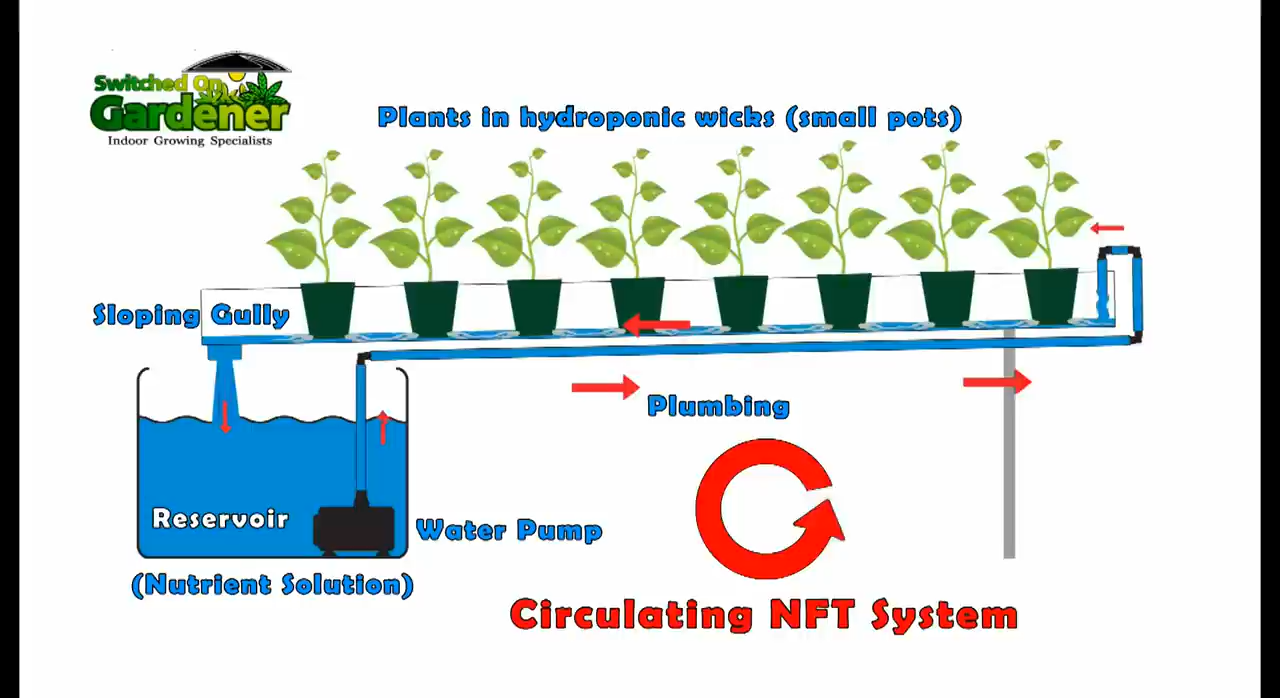 Switched On
Gardener
Indoor Growing Specialists
Plants in hydroponic wicks (small pots)
Sloping Gully
Plumbing
Reservoir
Water Pump
(Nutrient Solution)
Circulating NFT System